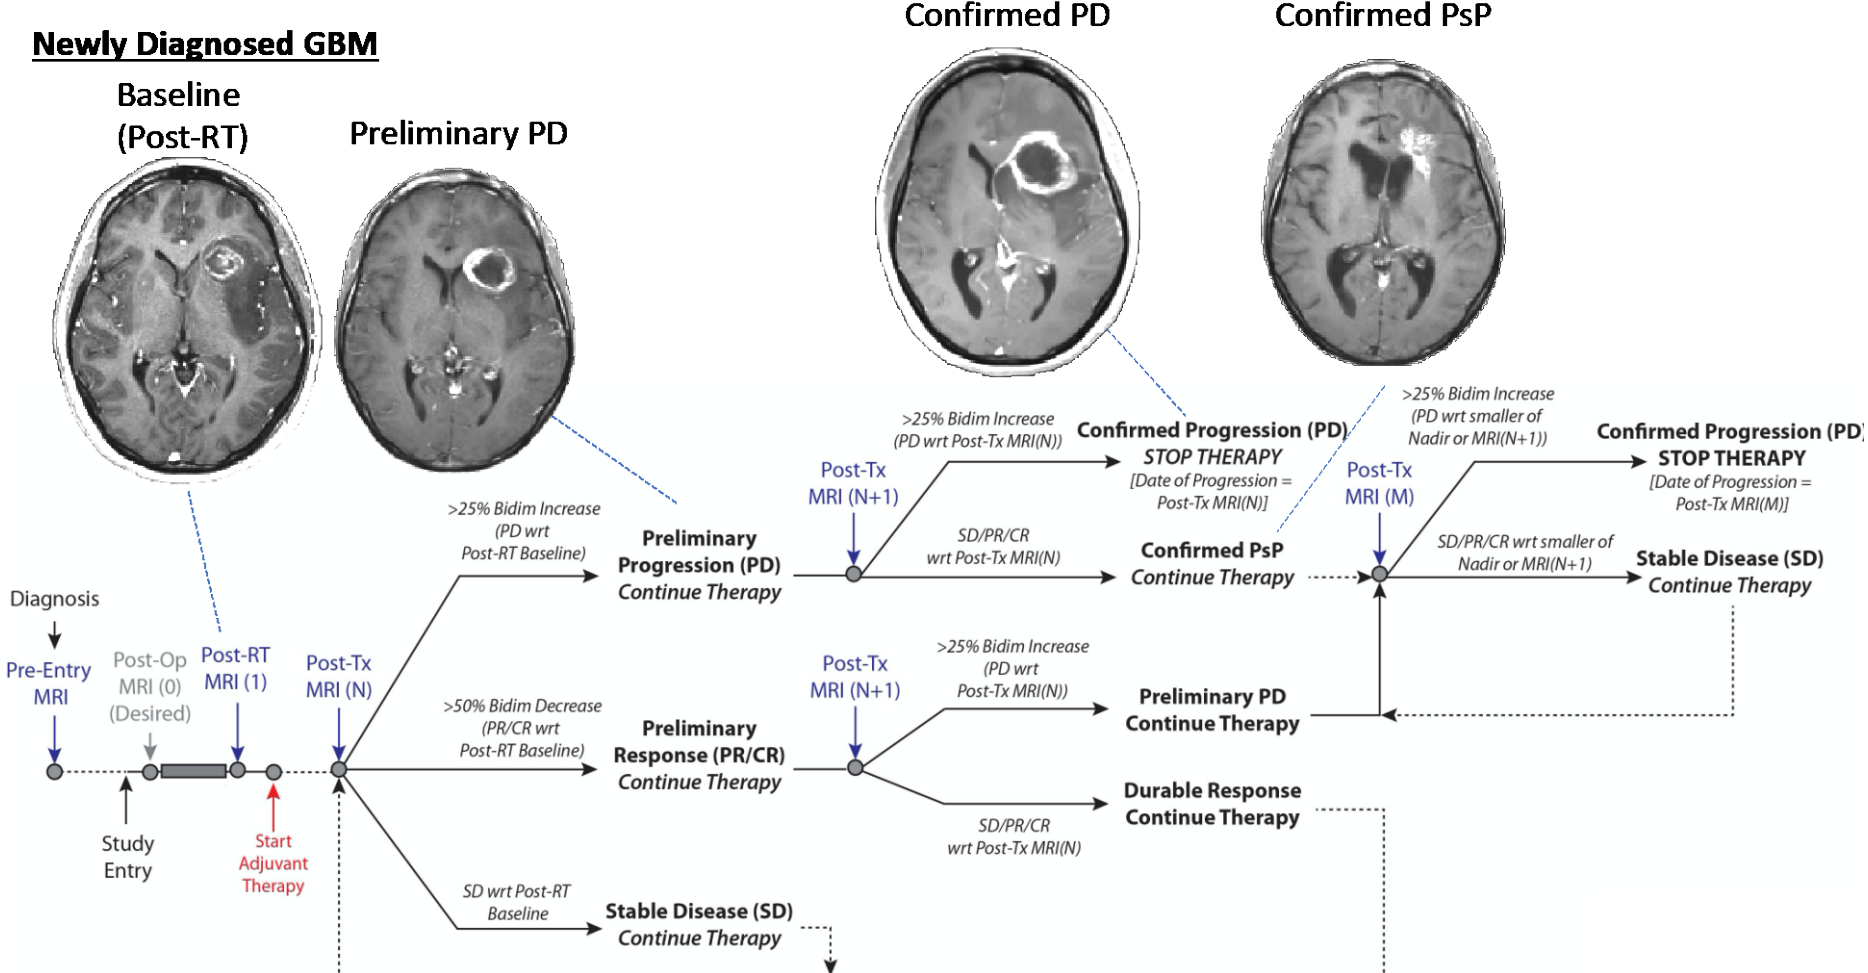 Newly Diagnosed GBM
Baseline
(Post-RT)
Preliminary PD
Confirmed PD
Confirmed PsP
Diagnosis
Pre-Entry
MRI
Post-Op
MRI (0)
(Desired)
Post-RT
MRI (1)
Post-Tx
MRI (N)
Study
Entry
Start
Adjuvant
Therapy
>25% Bidim Increase
(PD wrt
Post-RT Baseline)
Preliminary
Progression (PD)
Continue Therapy
>50% Bidim Decrease
(PR/CR wrt
Post-RT Baseline)
Preliminary
Response (PR/CR)
Continue Therapy
SD wrt Post-RT
Baseline
Stable Disease (SD)
Continue Therapy
Post-Tx
MRI (N+1)
>25% Bidim Increase
(PD wrt Post-Tx MRI(N))
Confirmed Progression (PD)
STOP THERAPY
[Date of Progression =
Post-Tx MRI(N)]
SD/PR/CR
wrt Post-Tx MRI(N)
Confirmed PsP
Continue Therapy
Post-Tx
MRI (N+1)
>25% Bidim Increase
(PD wrt
Post-Tx MRI(N))
Preliminary PD
Continue Therapy
SD/PR/CR
wrt Post-Tx MRI(N)
Durable Response
Continue Therapy
Post-Tx
MRI (M)
>25% Bidim Increase
(PD wrt smaller of
Nadir or MRI(N+1))
Confirmed Progression (PD)
STOP THERAPY
[Date of Progression =
Post-Tx MRI(M)]
SD/PR/CR wrt smaller of
Nadir or MRI(N+1)
Stable Disease (SD)
Continue Therapy